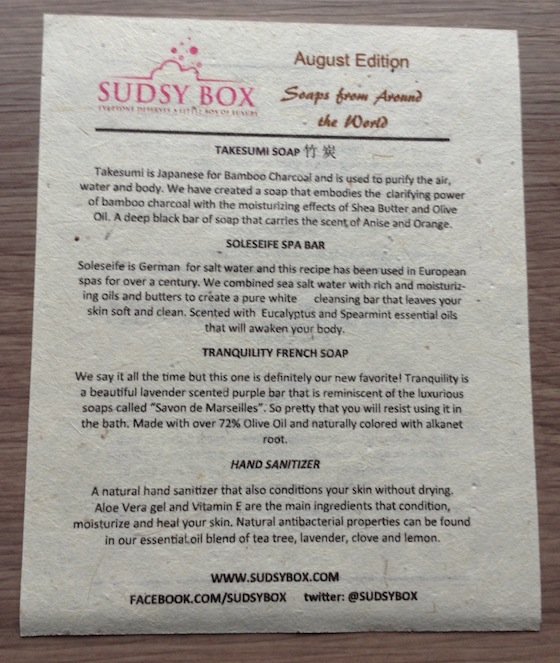 SUDSY BOX
EVERYONE DESERVES A LITTLE BOX OF LUXURY
August Edition
Soaps from Around
the World
TAKESUMI SOAP 竹 炭
Takesumi is Japanese for Bamboo Charcoal and is used to purify the air,
water and body. We have created a soap that embodies the clarifying power
of bamboo charcoal with the moisturizing effects of Shea Butter and Olive
Oil. A deep black bar of soap that carries the scent of Anise and Orange.
SOLESEIFE SPA BAR
Soleseife is German for salt water and this recipe has been used in European
spas for over a century. We combined sea salt water with rich and moisturiz-
ing oils and butters to create a pure white cleansing bar that leaves your
skin soft and clean. Scented with Eucalyptus and Spearmint essential oils
that will awaken your body.
TRANQUILITY FRENCH SOAP
We say it all the time but this one is definitely our new favorite! Tranquility is
a beautiful lavender scented purple bar that is reminiscent of the luxurious
soaps called “Savon de Marseilles”. So pretty that you will resist using it in
the bath. Made with over 72% Olive Oil and naturally colored with alkanet
root.
HAND SANITIZER
A natural hand sanitizer that also conditions your skin without drying.
Aloe Vera gel and Vitamin E are the main ingredients that condition,
moisturize and heal your skin. Natural antibacterial properties can be found
in our essential oil blend of tea tree, lavender, clove and lemon.
WWW.SUDSYBOX.COM
FACEBOOK.COM/SUDSYBOX twitter: @SUDSYBOX